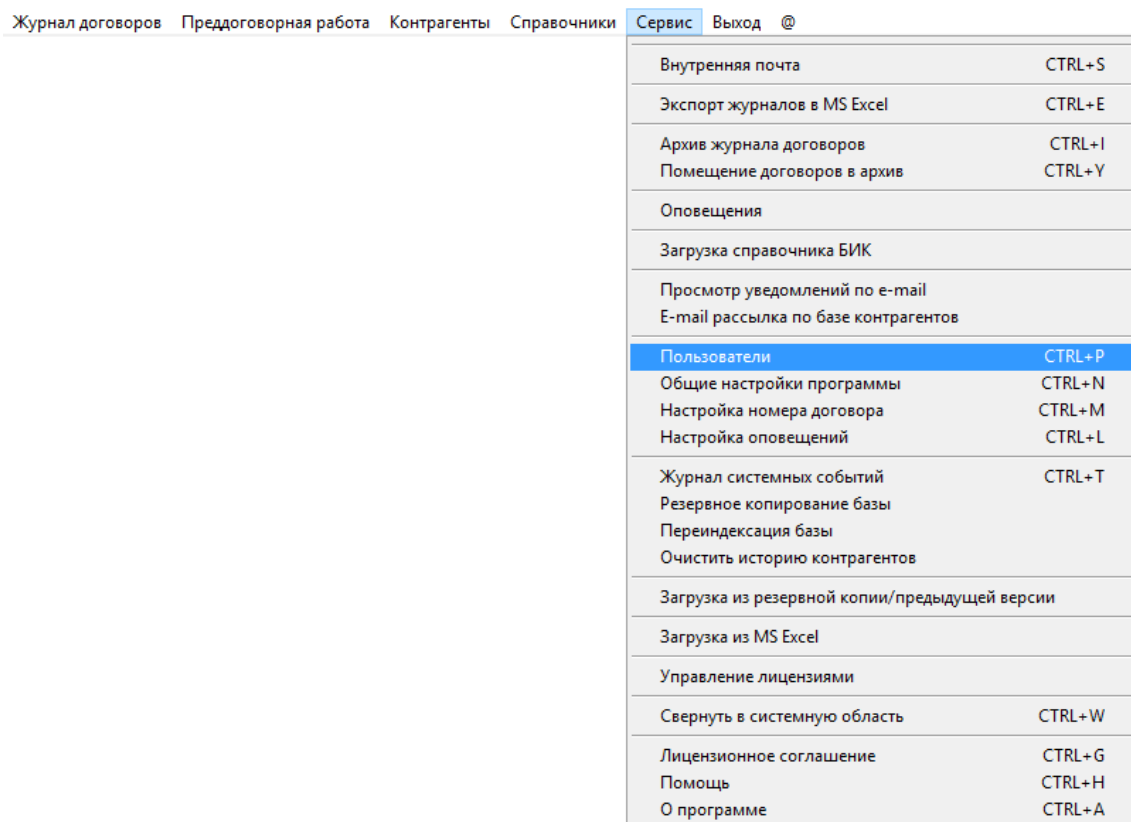 Журнал договоров Преддоговорная работа Контрагенты Справочники Сервис Выход @
Внутренняя почта CTRL+S
Экспорт журналов в MS Excel CTRL+E
Архив журнала договоров CTRL+I
Помещение договоров в архив CTRL+Y
Оповещения
Загрузка справочника БИК
Просмотр уведомлений по e-mail
E-mail рассылка по базе контрагентов
Пользователи CTRL+P
Общие настройки программы CTRL+N
Настройка номера договора CTRL+M
Настройка оповещений CTRL+L
Журнал системных событий CTRL+T
Резервное копирование базы
Переиндексация базы
Очистить историю контрагентов
Загрузка из резервной копии/предыдущей версии
Загрузка из MS Excel
Управление лицензиями
Свернуть в системную область CTRL+W
Лицензионное соглашение CTRL+G
Помощь CTRL+H
О программе CTRL+A